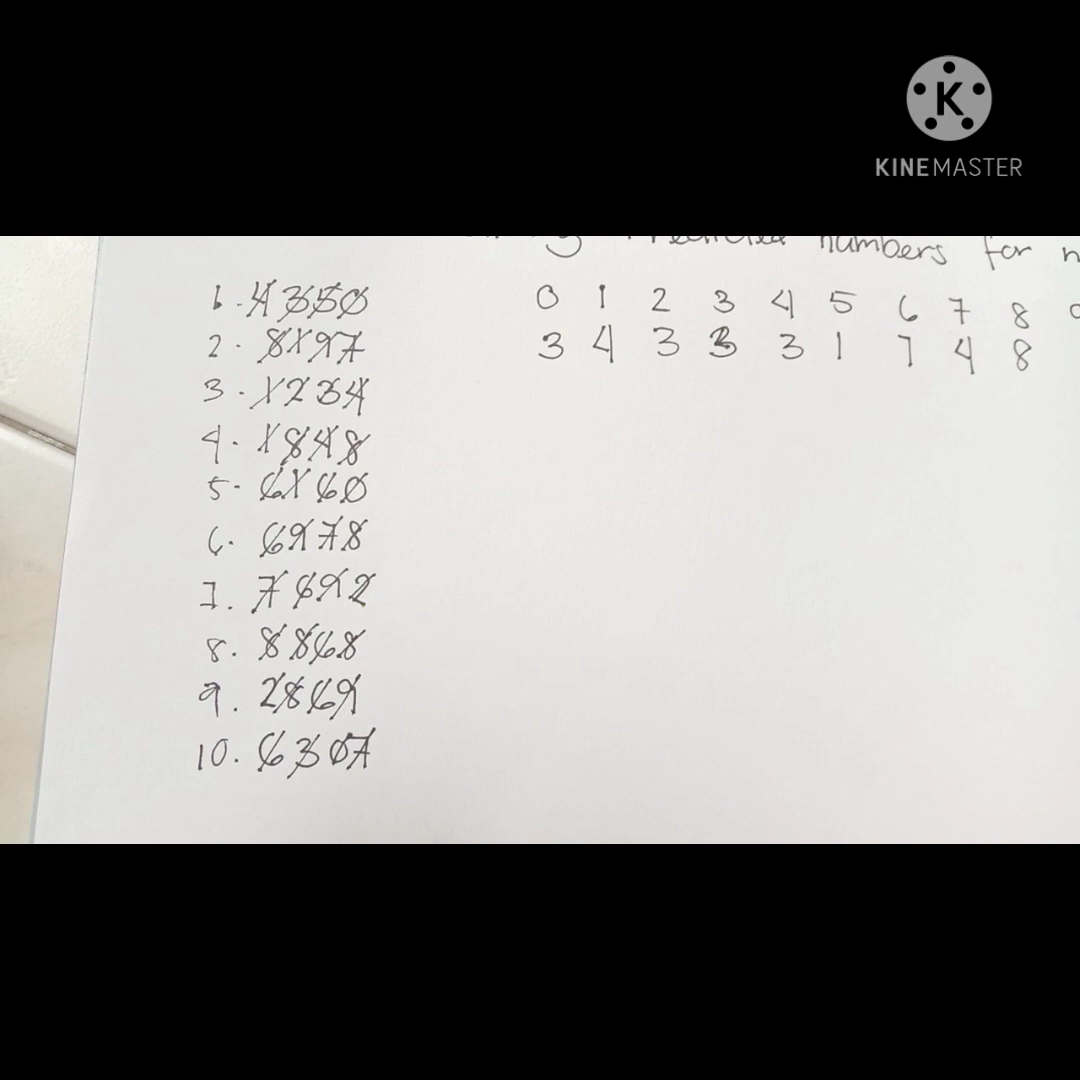 K
KINEMASTER
numbers for
1. 4350
0 1 2 3 4 5 6 7 8
2. 8197
3 4 3 3 3 1 7 4 8
3. 1234
4. 1848
5. 6160
6. 6978
7. 7692
8. 8868
9. 2869
10. 6307